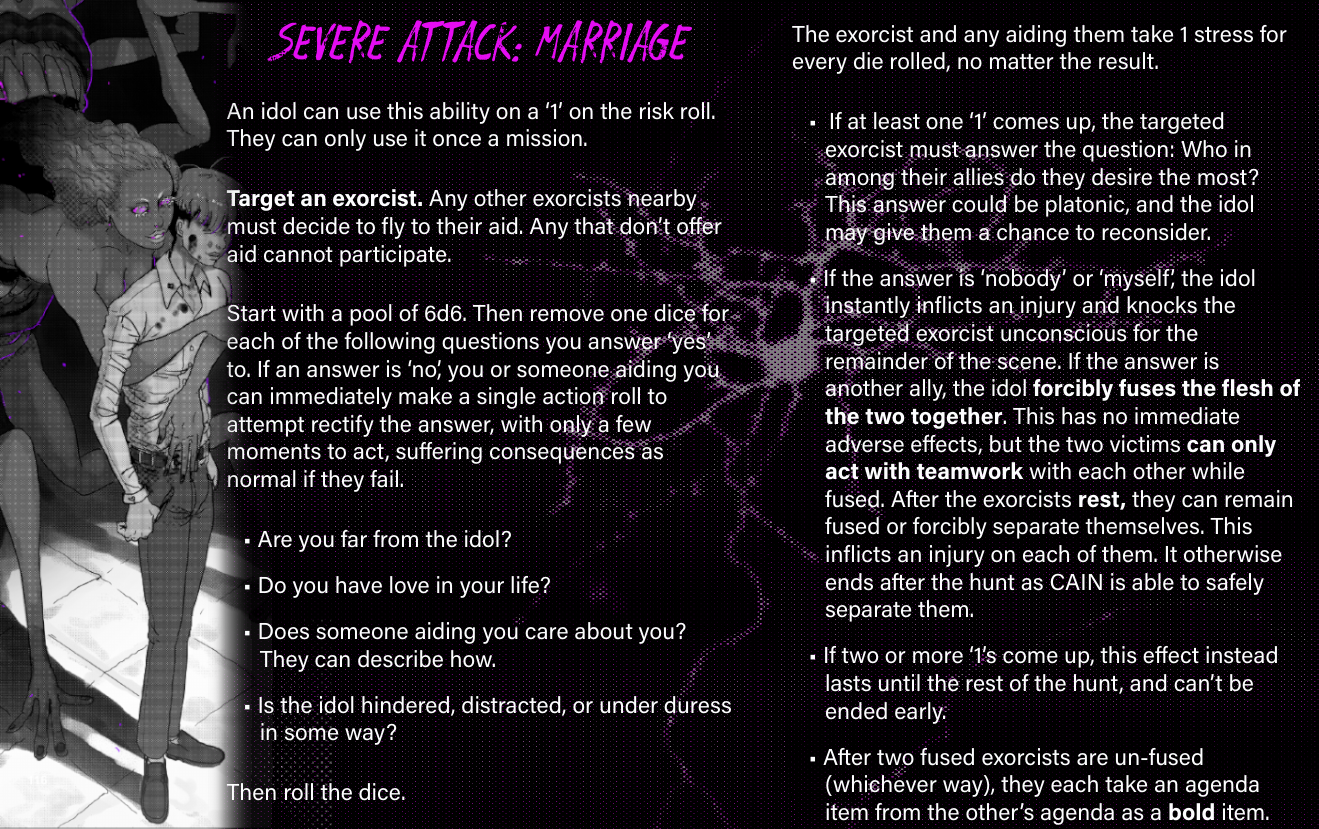 SEVERE ATTACK: MARRIAGE
An idol can use this ability on a '1' on the risk roll.
They can only use it once a mission.
Target an exorcist. Any other exorcists nearby
must decide to fly to their aid. Any that don't offer
aid cannot participate.
Start with a pool of 6d6. Then remove one dice for
each of the following questions you answer 'yes'
to. If an answer is 'no', you or someone aiding you
can immediately make a single action roll to
attempt rectify the answer, with only a few
moments to act, suffering consequences as
normal if they fail.
▪ Are you far from the idol?
▪ Do you have love in your life?
▪ Does someone aiding you care about you?
They can describe how.
▪ Is the idol hindered, distracted, or under duress
in some way?
Then roll the dice.
The exorcist and any aiding them take 1 stress for
every die rolled, no matter the result.
▪ If at least one '1' comes up, the targeted
exorcist must answer the question: Who in
among their allies do they desire the most?
This answer could be platonic, and the idol
may give them a chance to reconsider.
▪ If the answer is 'nobody' or 'myself', the idol
instantly inflicts an injury and knocks the
targeted exorcist unconscious for the
remainder of the scene. If the answer is
another ally, the idol forcibly fuses the flesh of
the two together. This has no immediate
adverse effects, but the two victims can only
act with teamwork with each other while
fused. After the exorcists rest, they can remain
fused or forcibly separate themselves. This
inflicts an injury on each of them. It otherwise
ends after the hunt as CAIN is able to safely
separate them.
▪ If two or more '1's come up, this effect instead
lasts until the rest of the hunt, and can't be
ended early.
▪ After two fused exorcists are un-fused
(whichever way), they each take an agenda
item from the other's agenda as a bold item.